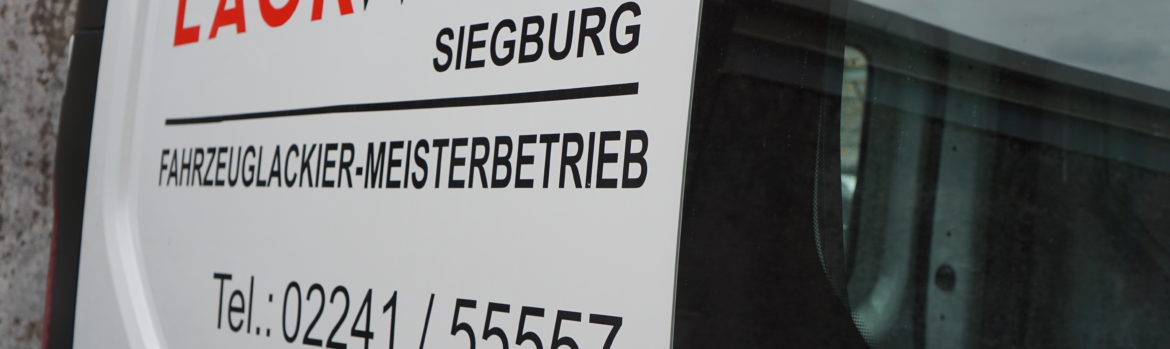 SIEGBURG
FAHRZEUGLACKIER-MEISTERBETRIEB
Tel.: 02241 / 55557